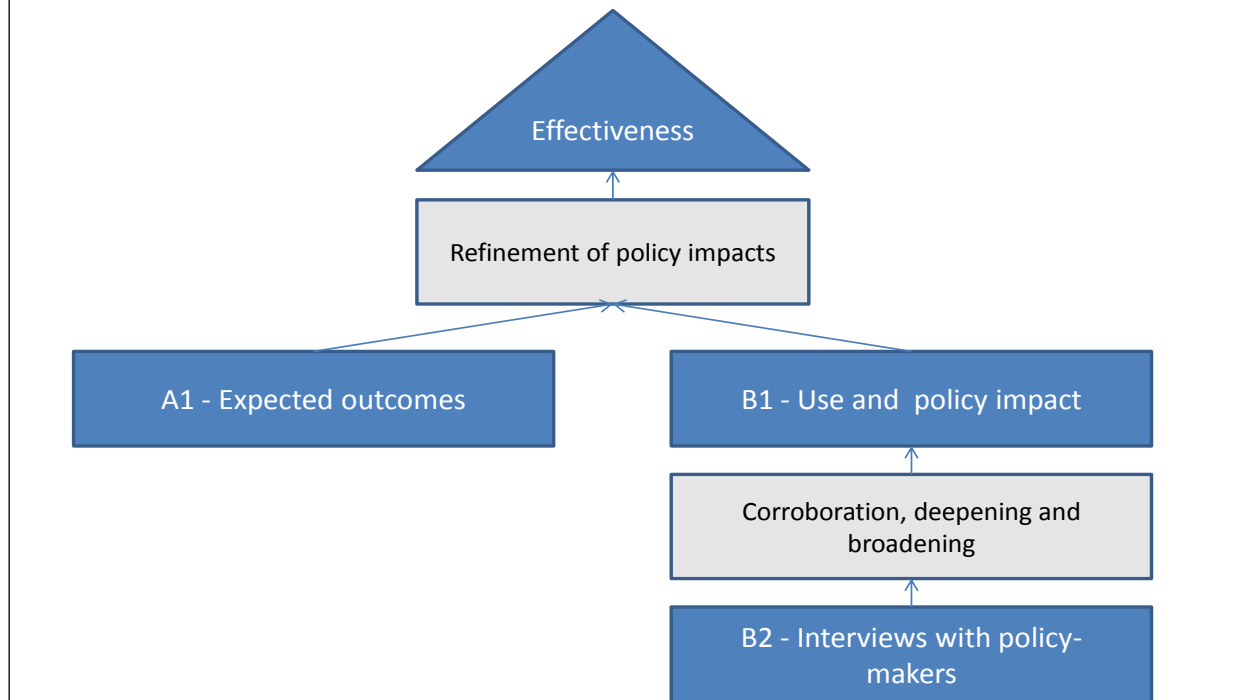 Effectiveness
Refinement of policy impacts
A1 - Expected outcomes
B1 - Use and  policy impact
Corroboration, deepening and
broadening
B2 - Interviews with policy-
makers